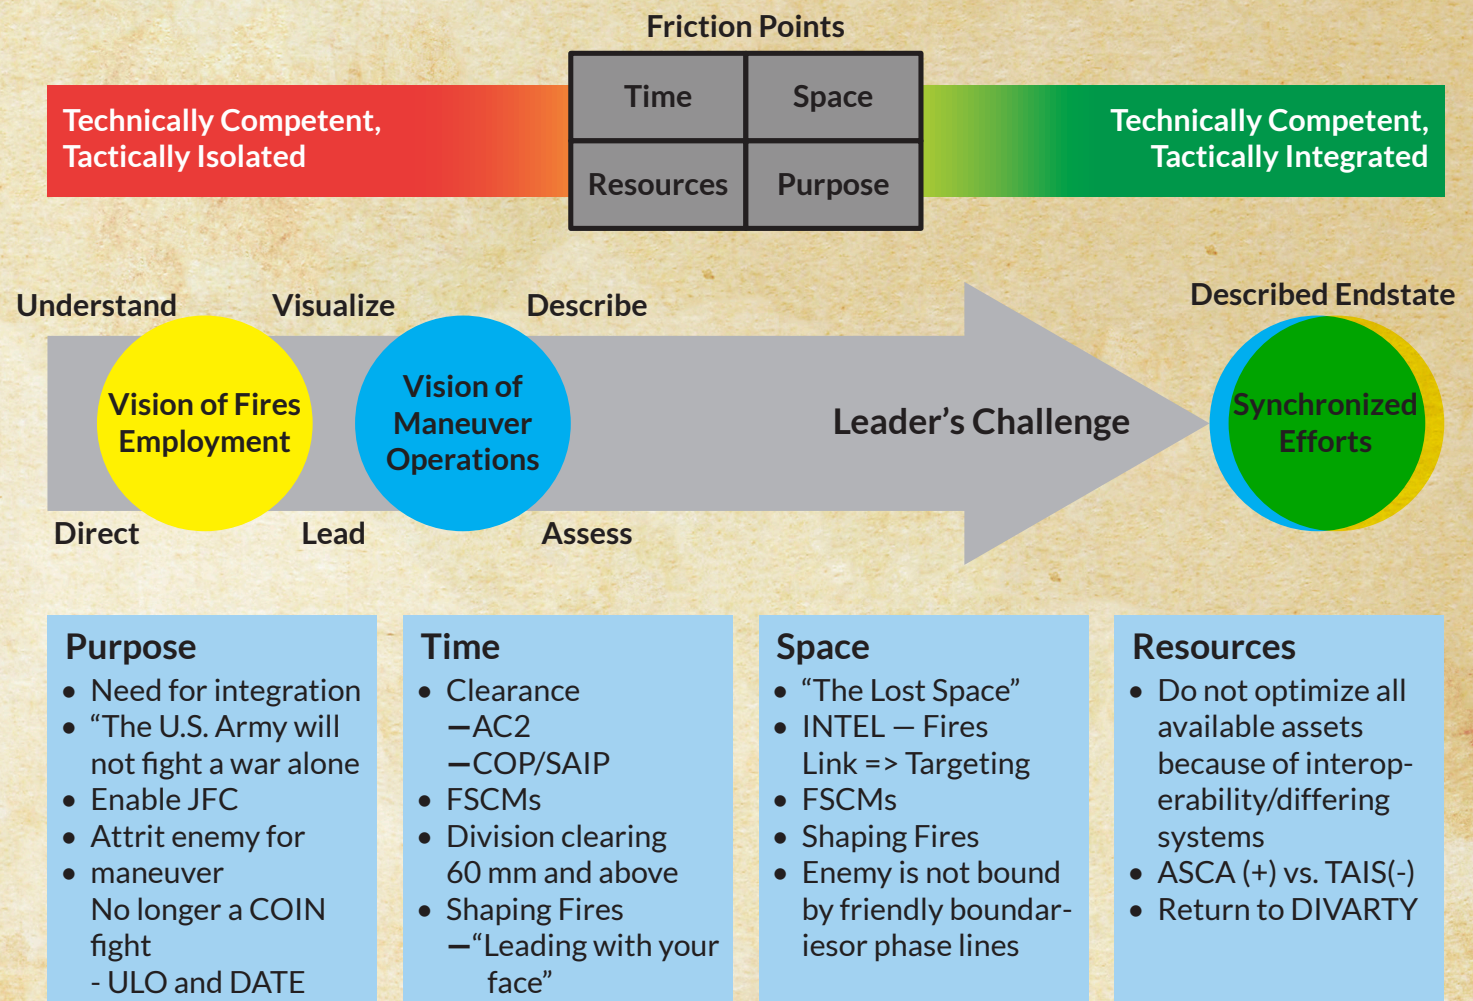 Friction Points
Time
Space
Resources
Purpose
Technically Competent,
Tactically Isolated
Technically Competent,
Tactically Integrated
Understand
Visualize
Describe
Described Endstate
Vision of Fires
Employment
Vision of
Maneuver
Operations
Leader’s Challenge
Synchronized
Efforts
Direct
Lead
Assess
Purpose
• Need for integration
• “The U.S. Army will
not fight a war alone
• Enable JFC
• Attrit enemy for
• maneuver
No longer a COIN
fight
- ULO and DATE
Time
• Clearance
—AC2
—COP/SAIP
• FSCMs
• Division clearing
60 mm and above
• Shaping Fires
—“Leading with your
face”
Space
• “The Lost Space”
• INTEL — Fires
Link => Targeting
• FSCMs
• Shaping Fires
• Enemy is not bound
by friendly boundar-
iesor phase lines
Resources
• Do not optimize all
available assets
because of interop-
erability/differing
systems
• ASCA (+) vs. TAIS(-)
• Return to DIVARTY